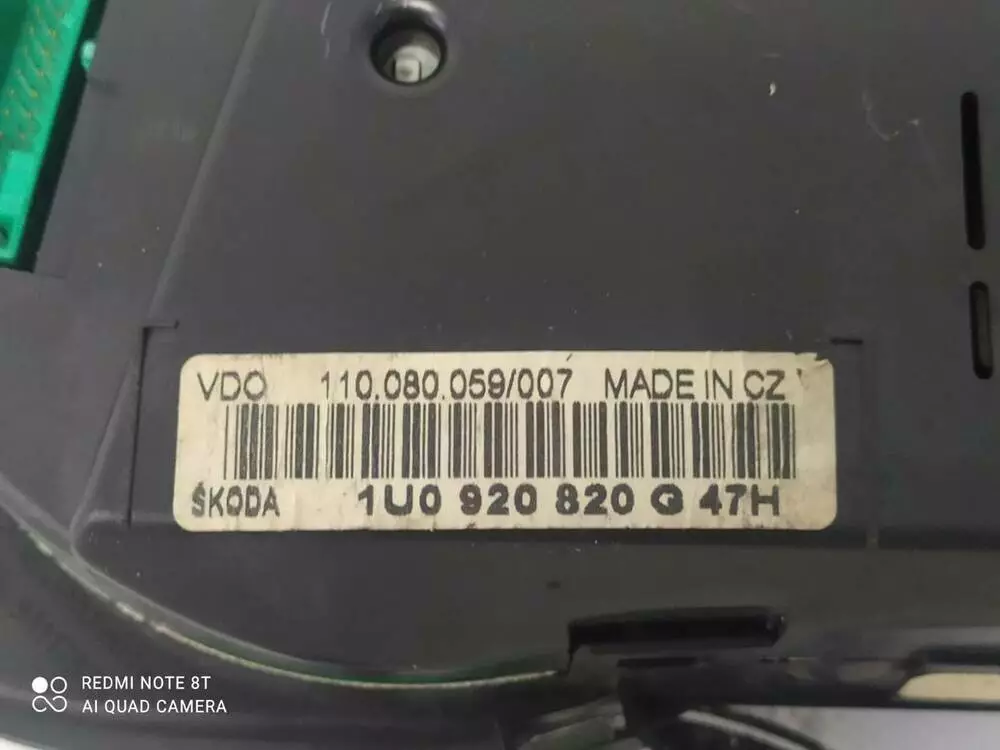 VDO 110.080.059/007 MADE IN CZ
ŠKODA 1U0 920 820 G 47H
REDMI NOTE 8T
AI QUAD CAMERA